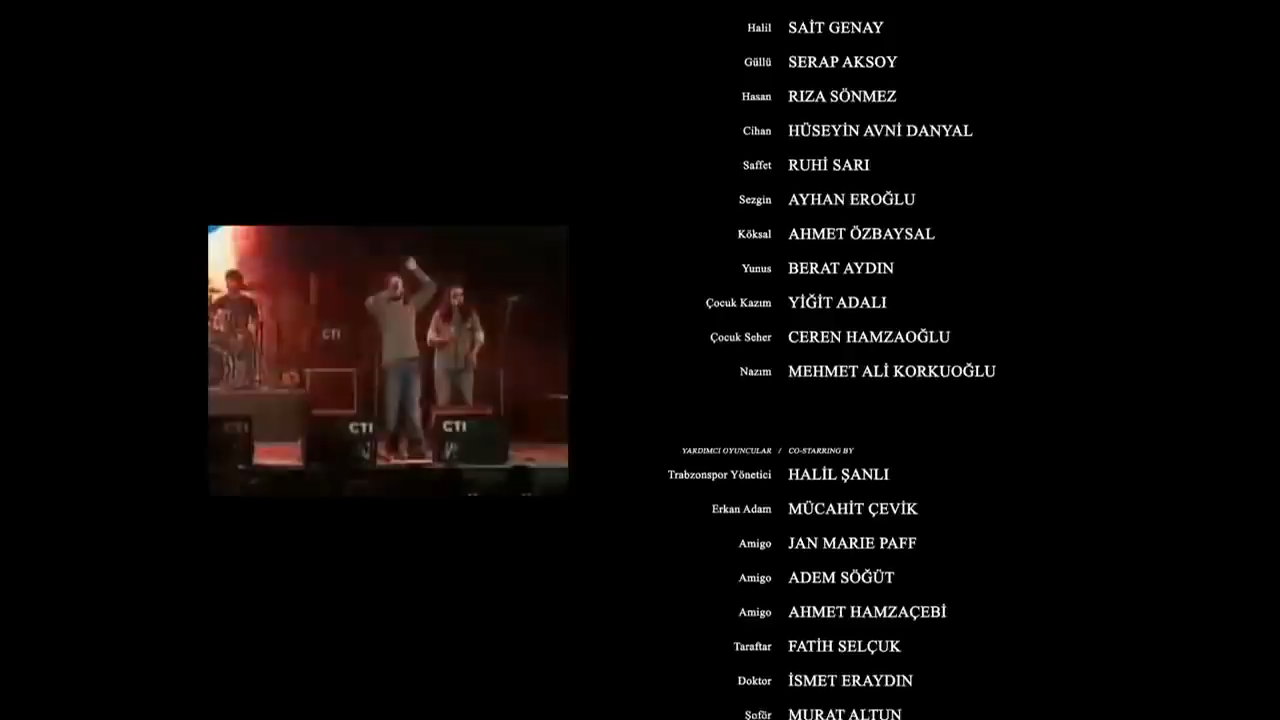 Halil SAİT GENAY
Güllü SERAP AKSOY
Hasan RIZA SÖNMEZ
Cihan HÜSEYİN AVNİ DANYAL
Saffet RUHİ SARI
Sezgin AYHAN EROĞLU
Köksal AHMET ÖZBAYSAL
Yunus BERAT AYDIN
Çocuk Kazım YİĞİT ADALI
Çocuk Seher CEREN HAMZAOĞLU
Nazım MEHMET ALİ KORKUOĞLU
YARDIMCI OYUNCULAR / CO-STARRING BY
Trabzonspor Yönetici HALİL ŞANLI
Erkan Adam MÜCAHİT ÇEVİK
Amigo JAN MARIE PAFF
Amigo ADEM SÖĞÜT
Amigo AHMET HAMZAÇEBİ
Taraftar FATİH SELÇUK
Doktor İSMET ERAYDIN
Şoför MURAT ALTUN
CTI
CTI
CTI